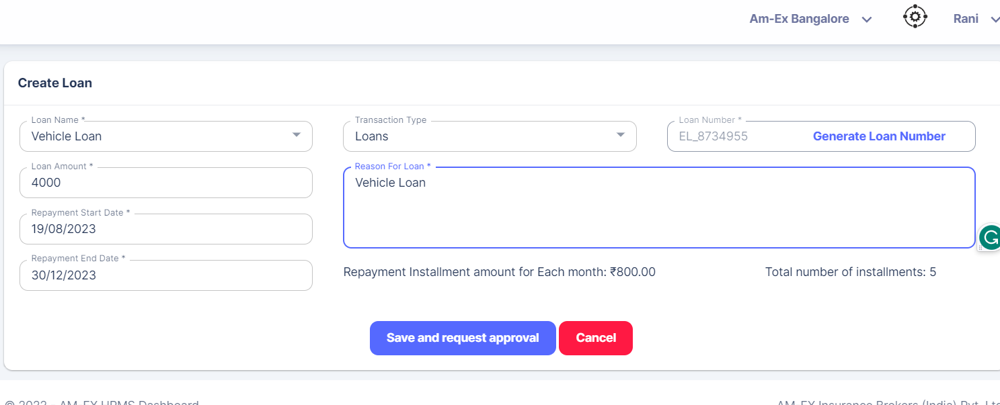 Am-Ex Bangalore Rani
Create Loan
Loan Name * Transaction Type Loan Number *
Vehicle Loan Loans EL_8734955 Generate Loan Number
Loan Amount * Reason For Loan *
4000 Vehicle Loan
Repayment Start Date *
19/08/2023
Repayment End Date *
30/12/2023
Repayment Installment amount for Each month: ₹800.00 Total number of installments: 5
Save and request approval Cancel
© 2022 - AM-EX HRMS Dashboard AM-EX Insurance Brokers (India) Pvt. Ltd